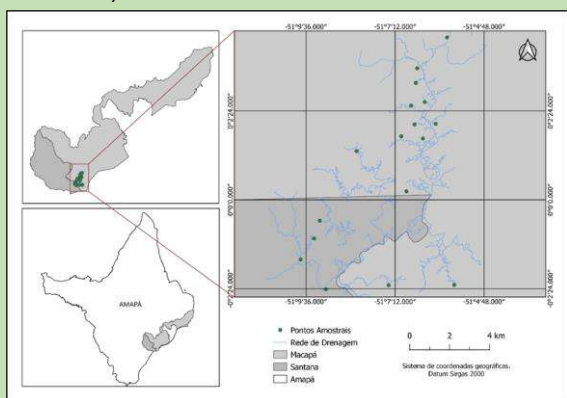 -51°9'36.000" -51°7'12.000" -51°4'48.000"
0°2'24.000" 0°2'24.000"
0°0'0.000" 0°0'0.000"
-0°2'24.000" -0°2'24.000"
-51°9'36.000" -51°7'12.000" -51°4'48.000"
AMAPÁ
Pontos Amostrais
Rede de Drenagem
Macapá
Santana
Amapá
0 2 4 km
Sistema de coordenadas geográficas.
Datum Sirgas 2000